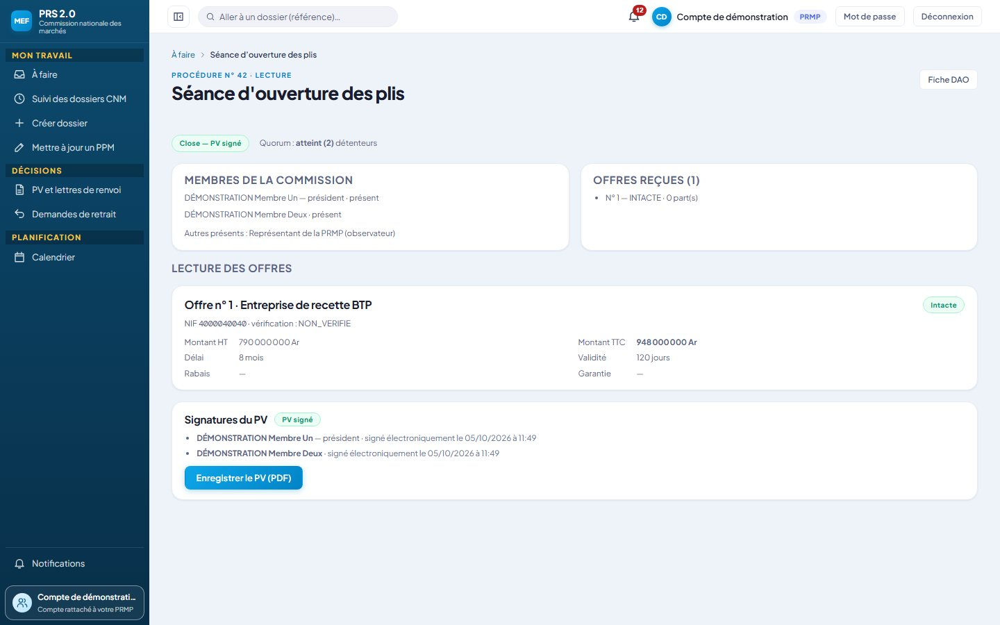 MEF
PRS 2.0
Commission nationale des
marchés
MON TRAVAIL
À faire
Suivi des dossiers CNM
Créer dossier
Mettre à jour un PPM
DÉCISIONS
PV et lettres de renvoi
Demandes de retrait
PLANIFICATION
Calendrier
Notifications
Compte de démonstrati...
Compte rattaché à votre PRMP
Aller à un dossier (référence)...
12
CD
Compte de démonstration
PRMP
Mot de passe
Déconnexion
À faire > Séance d'ouverture des plis
PROCÉDURE N° 42 · LECTURE
Séance d'ouverture des plis
Fiche DAO
Close — PV signé
Quorum : atteint (2) détenteurs
MEMBRES DE LA COMMISSION
DÉMONSTRATION Membre Un — président · présent
DÉMONSTRATION Membre Deux · présent
Autres présents : Représentant de la PRMP (observateur)
OFFRES REÇUES (1)
• N° 1 — INTACTE · 0 part(s)
LECTURE DES OFFRES
Offre n° 1 · Entreprise de recette BTP
Intacte
NIF 4000040040 · vérification : NON_VERIFIE
Montant HT 790 000 000 Ar
Montant TTC 948 000 000 Ar
Délai 8 mois
Validité 120 jours
Rabais —
Garantie —
Signatures du PV
PV signé
• DÉMONSTRATION Membre Un — président · signé électroniquement le 05/10/2026 à 11:49
• DÉMONSTRATION Membre Deux · signé électroniquement le 05/10/2026 à 11:49
Enregistrer le PV (PDF)